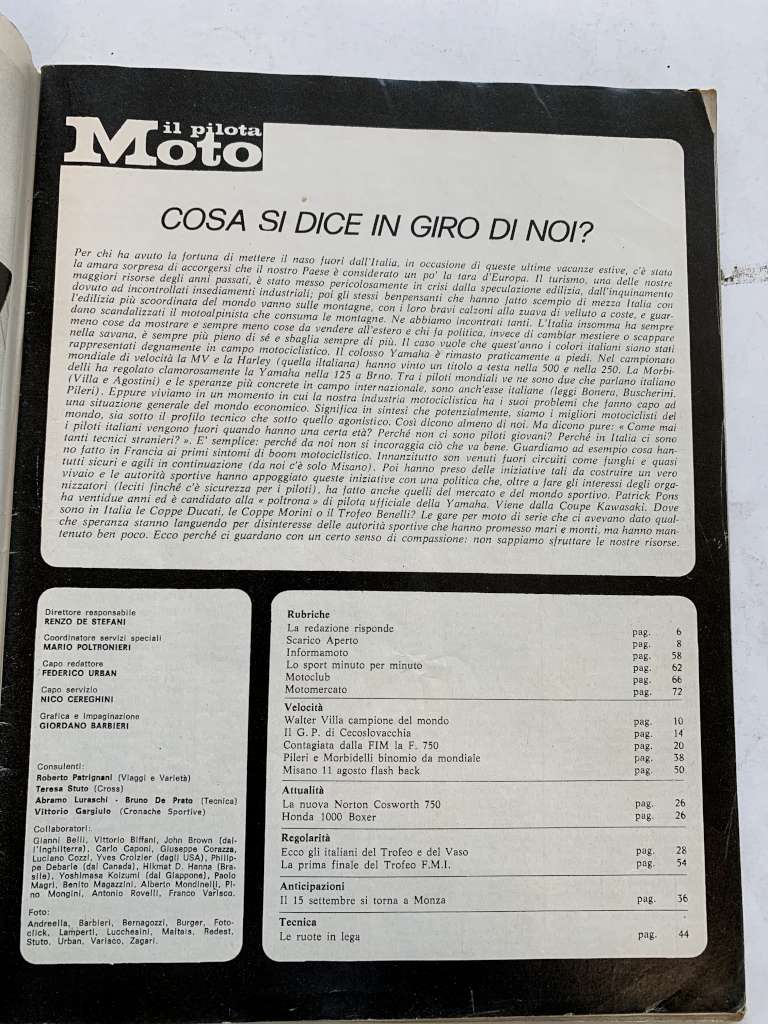 il pilota
Moto
COSA SI DICE IN GIRO DI NOI?
Per chi ha avuto la fortuna di mettere il naso fuori dall'Italia, in occasione di queste ultime vacanze estive, c'è stata
la amara sorpresa di accorgersi che il nostro Paese è considerato un po' la tara d'Europa. Il turismo, una delle nostre
maggiori risorse degli anni passati, è stato messo pericolosamente in crisi dalla speculazione edilizia, dall'inquinamento
dovuto ad incontrollati insediamenti industriali; poi gli stessi benpensanti che hanno fatto scempio di mezza Italia con
l'edilizia più scoordinata del mondo vanno sulle montagne, con i loro bravi calzoni alla zuava di velluto a coste, e guar-
dano scandalizzati il motoalpinista che consuma le montagne. Ne abbiamo incontrati tanti. L'Italia insomma ha sempre
meno cose da mostrare e sempre meno cose da vendere all'estero e chi fa politica, invece di cambiar mestiere o scappare
nella savana, è sempre più pieno di sé e sbaglia sempre di più. Il caso vuole che quest'anno i colori italiani siano stati
rappresentati degnamente in campo motociclistico. Il colosso Yamaha è rimasto praticamente a piedi. Nel campionato
mondiale di velocità la MV e la Harley (quella iItaliana) hanno vinto un titolo a testa nella 500 e nella 250. La Morbi-
delli ha regolato clamorosamente la Yamaha nella 125 a Brno. Tra i piloti mondiali ve ne sono due che parlano italiano
(Villa e Agostini) e le speranze più concrete in campo internazionale, sono anch'esse italiane (leggi Bonera, Buscherini,
Pileri). Eppure viviamo in un momento in cui la nostra industria motociclistica ha i suoi problemi che fanno capo ad
una situazione generale del mondo economico. Significa in sintesi che potenzialmente, siamo i migliori motociclisti del
mondo, sia sotto il profilo tecnico che sotto quello agonistico. Così dicono almeno di noi. Ma dicono pure: « Come mai
i piloti italiani vengono fuori quando hanno una certa età? Perché non ci sono piloti giovani? Perché in Italia ci sono
tanti tecnici stranieri? ». E' semplice: perché da noi non si incoraggia ciò che va bene. Guardiamo ad esempio cosa han-
no fatto in Francia ai primi sintomi di boom motociclistico. Innanzitutto son venuti fuori circuiti come funghi e quasi
tutti sicuri e agili in continuazione (da noi c'è solo Misano). Poi hanno preso delle iniziative tali da costruire un vero
vivaio e le autorità sportive hanno appoggiato queste iniziative con una politica che, oltre a fare gli interessi degli orga-
nizzatori (leciti finché c'è sicurezza per i piloti), ha fatto anche quelli del mercato e del mondo sportivo. Patrick Pons
ha ventidue anni ed è candidato alla « poltrona » di pilota ufficiale della Yamaha. Viene dalla Coupe Kawasaki. Dove
sono in Italia le Coppe Ducati, le Coppe Morini o il Trofeo Benelli? Le gare per moto di serie che ci avevano dato qual-
che speranza stanno languendo per disinteresse delle autorità sportive che hanno promesso mari e monti, ma hanno man-
tenuto ben poco. Ecco perché ci guardano con un certo senso di compassione: non sappiamo sfruttare le nostre risorse.
Direttore responsabile
RENZO DE STEFANI
Coordinatore servizi speciali
MARIO POLTRONIERI
Capo redattore
FEDERICO URBAN
Capo servizio
NICO CEREGHINI
Grafica e impaginazione
GIORDANO BARBIERI
Consulenti:
Roberto Patrignani (Viaggi e Varietà)
Teresa Stuto (Cross)
Abramo Luraschi - Bruno De Prato (Tecnica)
Vittorio Gargiulo (Cronache Sportive)
Collaboratori:
Gianni Belli, Vittorio Biffani, John Brown (dal-
l'Inghilterra), Carlo Caponi, Giuseppe Corazza,
Luciano Cozzi, Yves Croizier (dagli USA), Philip-
pe Debarle (dal Canada), Hikmat D. Hanna (Bra-
sile), Yoshimasa Koizumi (dal Giappone), Paolo
Magri, Benito Magazzini, Alberto Mondinelli, Pi-
no Mongini, Antonio Rovelli, Franco Varisco.
Foto:
Andreella, Barbieri, Bernagozzi, Burger, Foto-
click, Lamperti, Lucchesini, Maltais, Redest,
Stuto, Urban, Varisco, Zagari.
Rubriche
La redazione risponde pag. 6
Scarico Aperto pag. 8
Informamoto pag. 58
Lo sport minuto per minuto pag. 62
Motoclub pag. 66
Motomercato pag. 72
Velocità
Walter Villa campione del mondo pag. 10
Il G. P. di Cecoslovacchia pag. 14
Contagiata dalla FIM la F. 750 pag. 20
Pileri e Morbidelli binomio da mondiale pag. 38
Misano 11 agosto flash back pag. 50
Attualità
La nuova Norton Cosworth 750 pag. 26
Honda 1000 Boxer pag. 26
Regolarità
Ecco gli italiani del Trofeo e del Vaso pag. 28
La prima finale del Trofeo F.M.I. pag. 54
Anticipazioni
Il 15 settembre si torna a Monza pag. 36
Tecnica
Le ruote in lega pag. 44